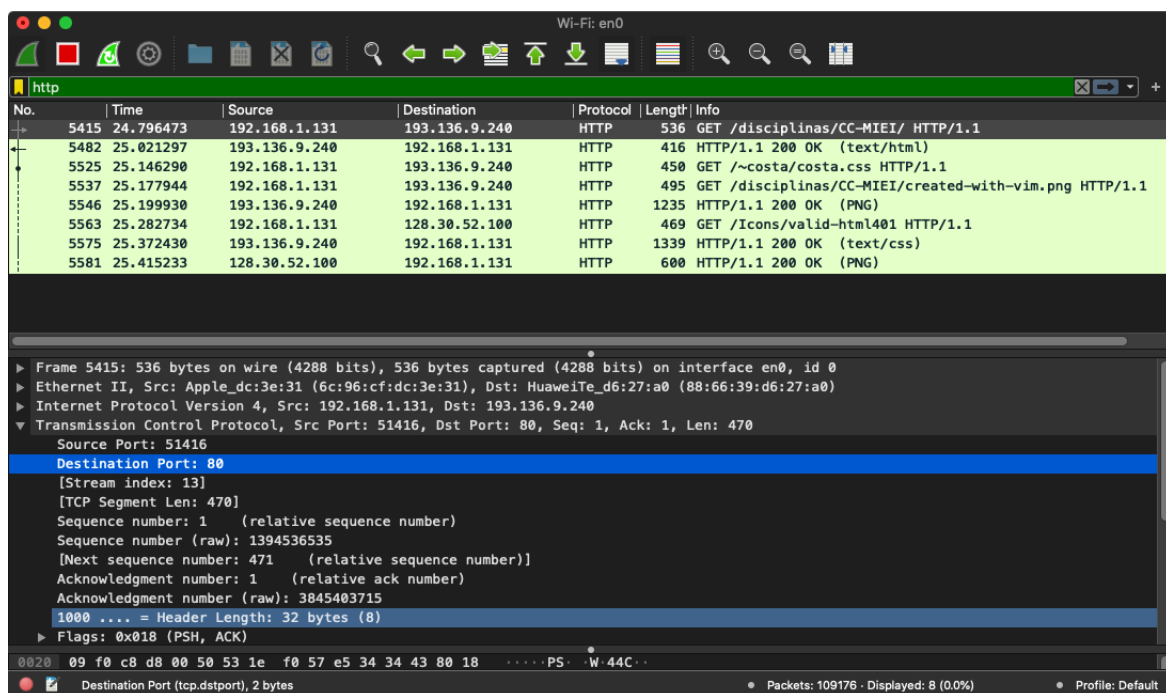 Wi-Fi: en0
http
No. Time Source Destination Protocol Length Info
5415 24.796473 192.168.1.131 193.136.9.240 HTTP 536 GET /disciplinas/CC-MIEI/ HTTP/1.1
5482 25.021297 193.136.9.240 192.168.1.131 HTTP 416 HTTP/1.1 200 OK (text/html)
5525 25.146290 192.168.1.131 193.136.9.240 HTTP 450 GET /~costa/costa.css HTTP/1.1
5537 25.177944 192.168.1.131 193.136.9.240 HTTP 495 GET /disciplinas/CC-MIEI/created-with-vim.png HTTP/1.1
5546 25.199930 193.136.9.240 192.168.1.131 HTTP 1235 HTTP/1.1 200 OK (PNG)
5563 25.282734 192.168.1.131 128.30.52.100 HTTP 469 GET /Icons/valid-html401 HTTP/1.1
5575 25.372430 193.136.9.240 192.168.1.131 HTTP 1339 HTTP/1.1 200 OK (text/css)
5581 25.415233 128.30.52.100 192.168.1.131 HTTP 600 HTTP/1.1 200 OK (PNG)
Frame 5415: 536 bytes on wire (4288 bits), 536 bytes captured (4288 bits) on interface en0, id 0
Ethernet II, Src: Apple_dc:3e:31 (6c:96:cf:dc:3e:31), Dst: HuaweiTe_d6:27:a0 (88:66:39:d6:27:a0)
Internet Protocol Version 4, Src: 192.168.1.131, Dst: 193.136.9.240
Transmission Control Protocol, Src Port: 51416, Dst Port: 80, Seq: 1, Ack: 1, Len: 470
Source Port: 51416
Destination Port: 80
[Stream index: 13]
[TCP Segment Len: 470]
Sequence number: 1 (relative sequence number)
Sequence number (raw): 1394536535
[Next sequence number: 471 (relative sequence number)]
Acknowledgment number: 1 (relative ack number)
Acknowledgment number (raw): 3845403715
1000 .... = Header Length: 32 bytes (8)
Flags: 0x018 (PSH, ACK)
0020 09 f0 c8 d8 00 50 53 1e f0 57 e5 34 34 43 80 18 ·····PS· ·W·44C··
Destination Port (tcp.dstport), 2 bytes Packets: 109176 · Displayed: 8 (0.0%) Profile: Default